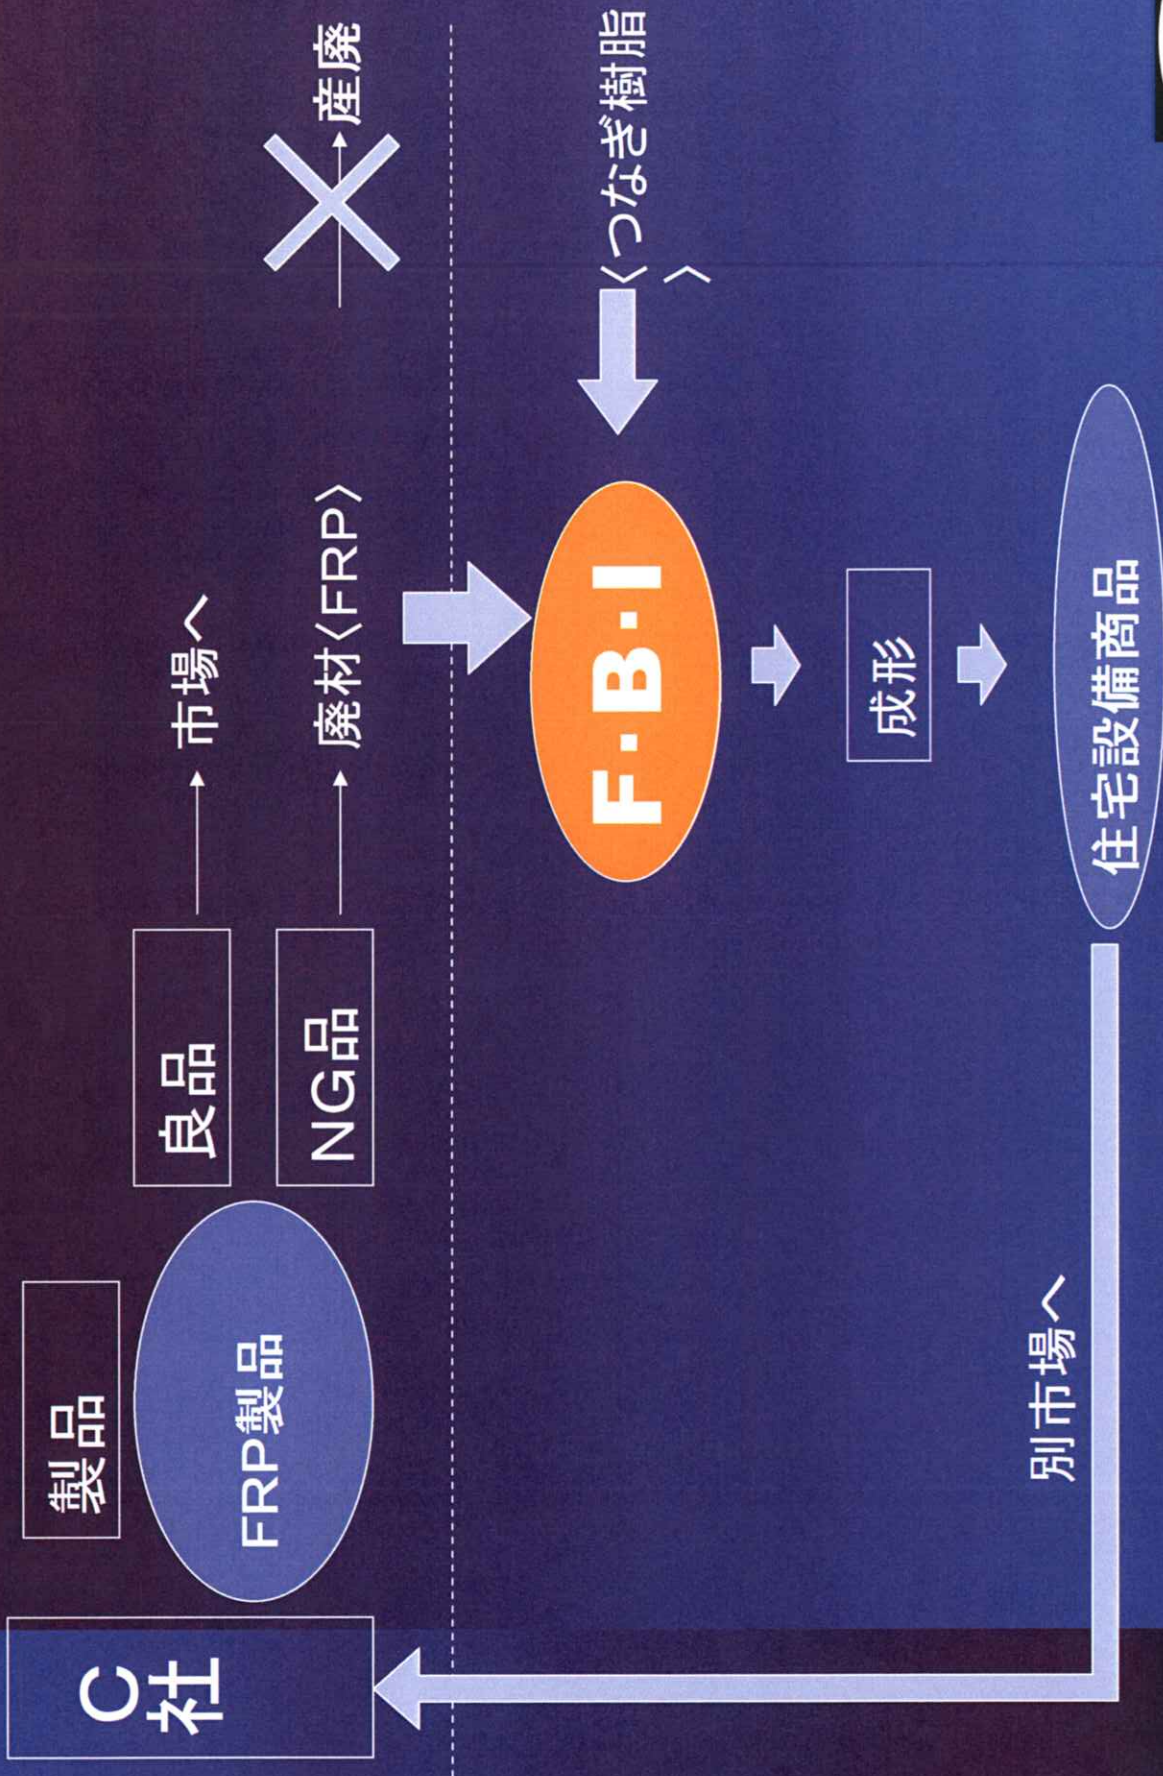 C
社
製品
FRP製品
良品
市場へ
NG品
廃材〈FRP〉
産廃
F・B・I
〈つなぎ樹脂
〉
成形
住宅設備商品
別市場へ